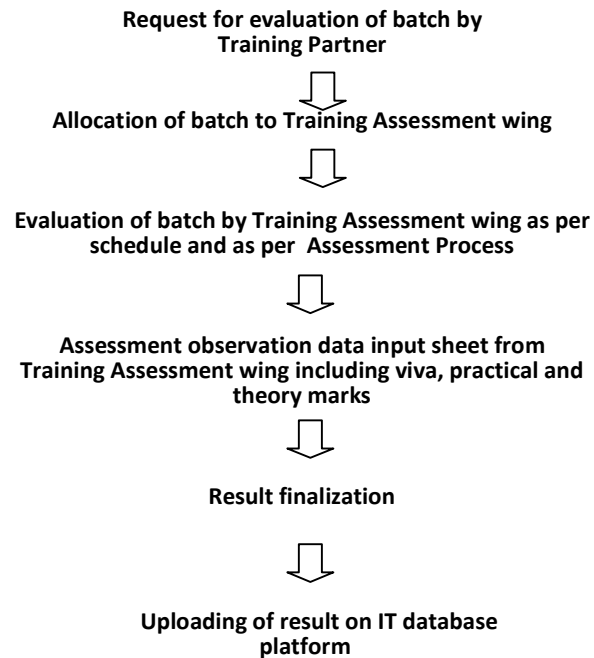 Request for evaluation of batch by
Training Partner
Allocation of batch to Training Assessment wing
Evaluation of batch by Training Assessment wing as per
schedule and as per Assessment Process
Assessment observation data input sheet from
Training Assessment wing including viva, practical and
theory marks
Result finalization
Uploading of result on IT database
platform